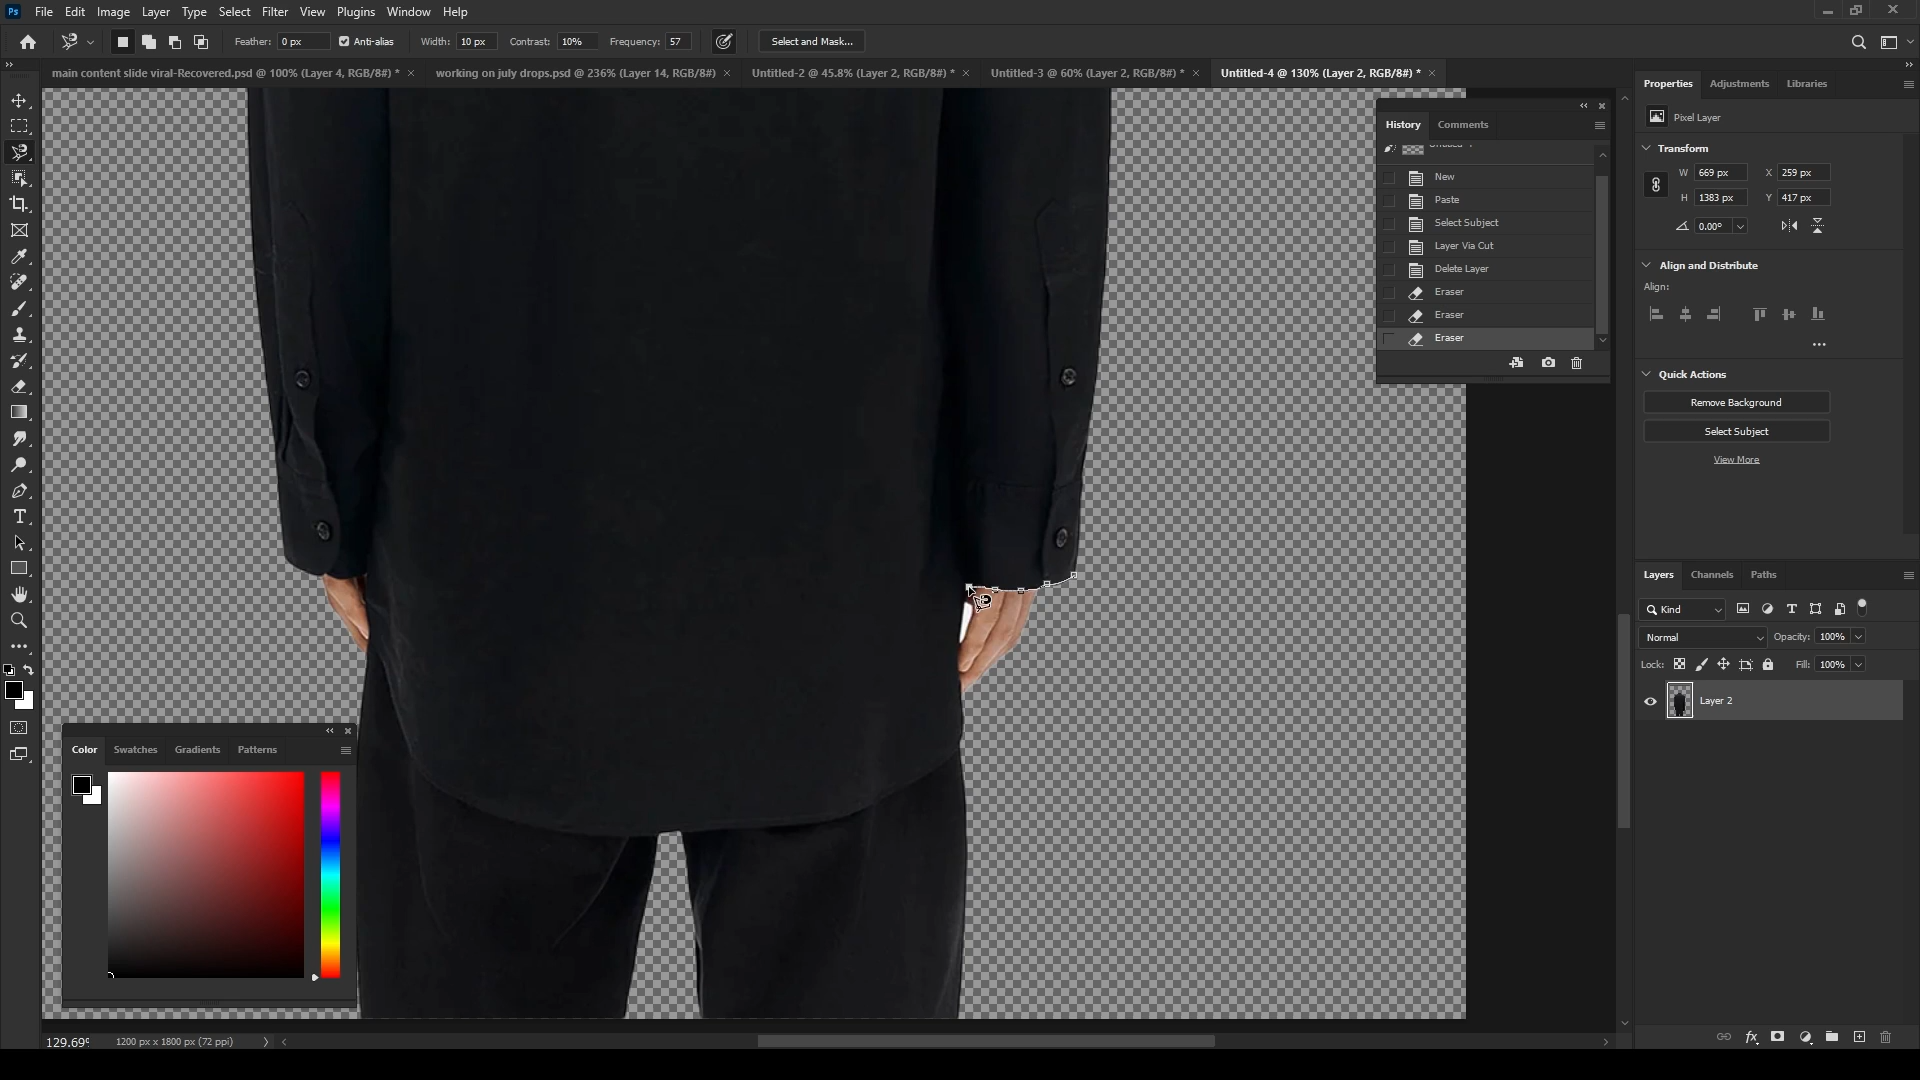 Ps File Edit Image Layer Type Select Filter View Plugins Window Help
Feather: 0 px Anti-alias Width: 10 px Contrast: 10% Frequency: 57 Select and Mask...
main content slide viral-Recovered.psd @ 100% (Layer 4, RGB/8#) * working on july drops.psd @ 236% (Layer 14, RGB/8#) Untitled-2 @ 45.8% (Layer 2, RGB/8#) * Untitled-3 @ 60% (Layer 2, RGB/8#) * Untitled-4 @ 130% (Layer 2, RGB/8#) *
History Comments
New
Paste
Select Subject
Layer Via Cut
Delete Layer
Eraser
Eraser
Eraser
Properties Adjustments Libraries
Pixel Layer
Transform
W 669 px X 259 px
H 1383 px Y 417 px
0.00°
Align and Distribute
Align:
Quick Actions
Remove Background
Select Subject
View More
Layers Channels Paths
Kind
Normal Opacity: 100%
Lock: Fill: 100%
Layer 2
Color Swatches Gradients Patterns
129.69% 1200 px x 1800 px (72 ppi)